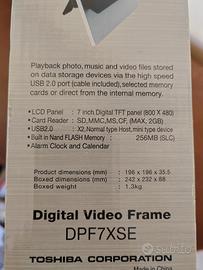 Playback photo, music and video files stored
on data storage devices via the high speed
USB 2.0 port (cable included), selected memory
cards or direct from the internal memory.
• LCD Panel : 7 inch Digital TFT panel (800 X 480)
• Card Reader : SD,MMC,MS,CF, (MAX, 2GB)
• USB2.0 : X2, Normal type Host, mini type device
• Built in Nand FLASH Memory : 256MB (SLC)
• Alarm Clock and Calendar
Product dimensions (mm) : 196 x 196 x 35.5
Boxed dimensions (mm) : 242 x 232 x 88
Boxed weight : 1.3kg
Digital Video Frame
DPF7XSE
TOSHIBA CORPORATION
Made in China